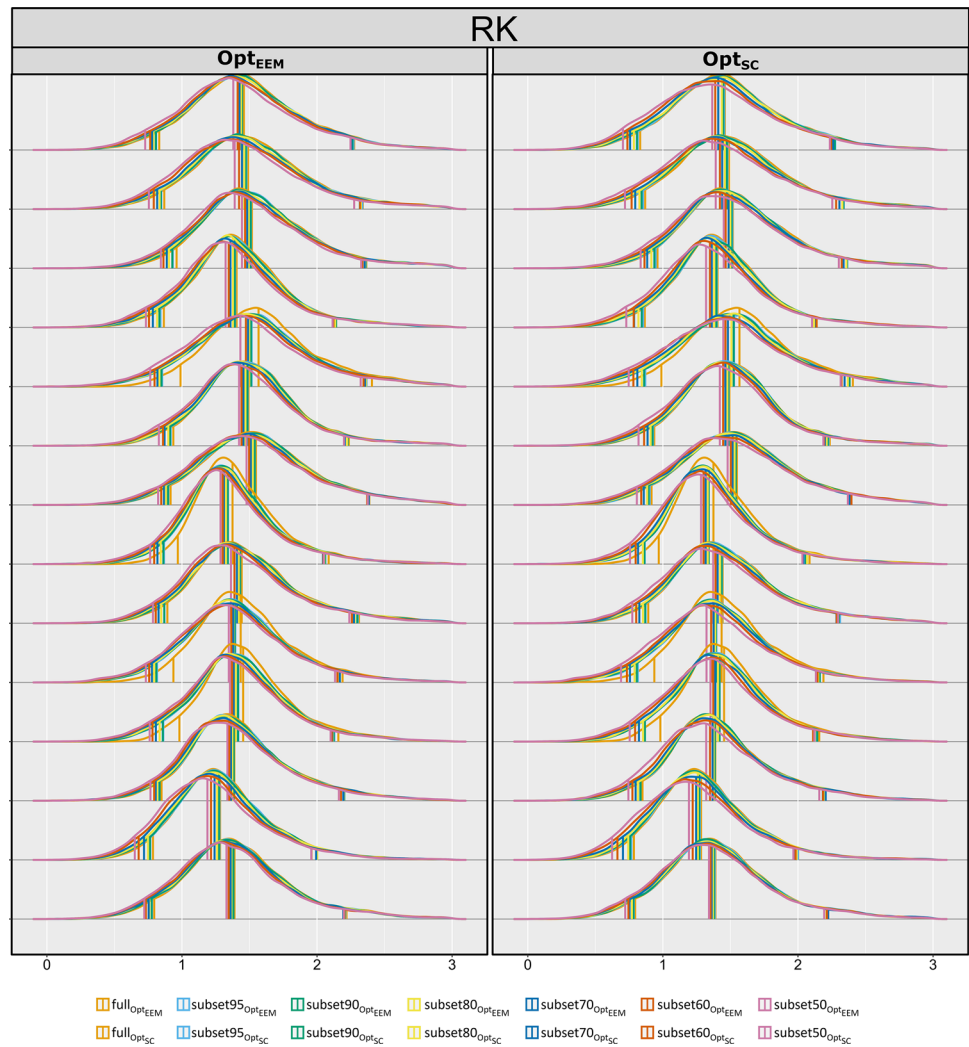 RK
OptEEM OptSC
0 1 2 3 0 1 2 3
fullOptEEM subset95OptEEM subset90OptEEM subset80OptEEM subset70OptEEM subset60OptEEM subset50OptEEM
fullOptSC subset95OptSC subset90OptSC subset80OptSC subset70OptSC subset60OptSC subset50OptSC